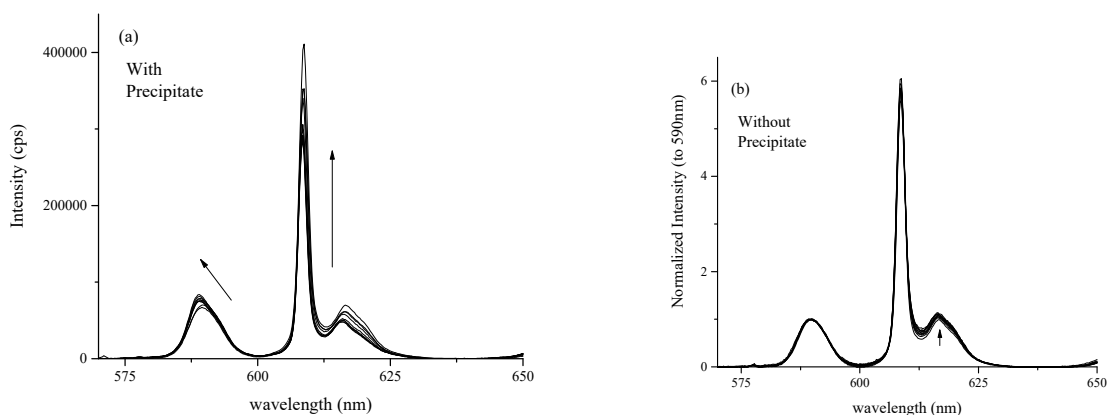 (a)
With
Precipitate
Intensity (cps)
400000
200000
0
575
600
625
650
wavelength (nm)
(b)
Without
Precipitate
Normalized Intensity (to 590nm)
6
4
2
0
575
600
625
650
wavelength (nm)